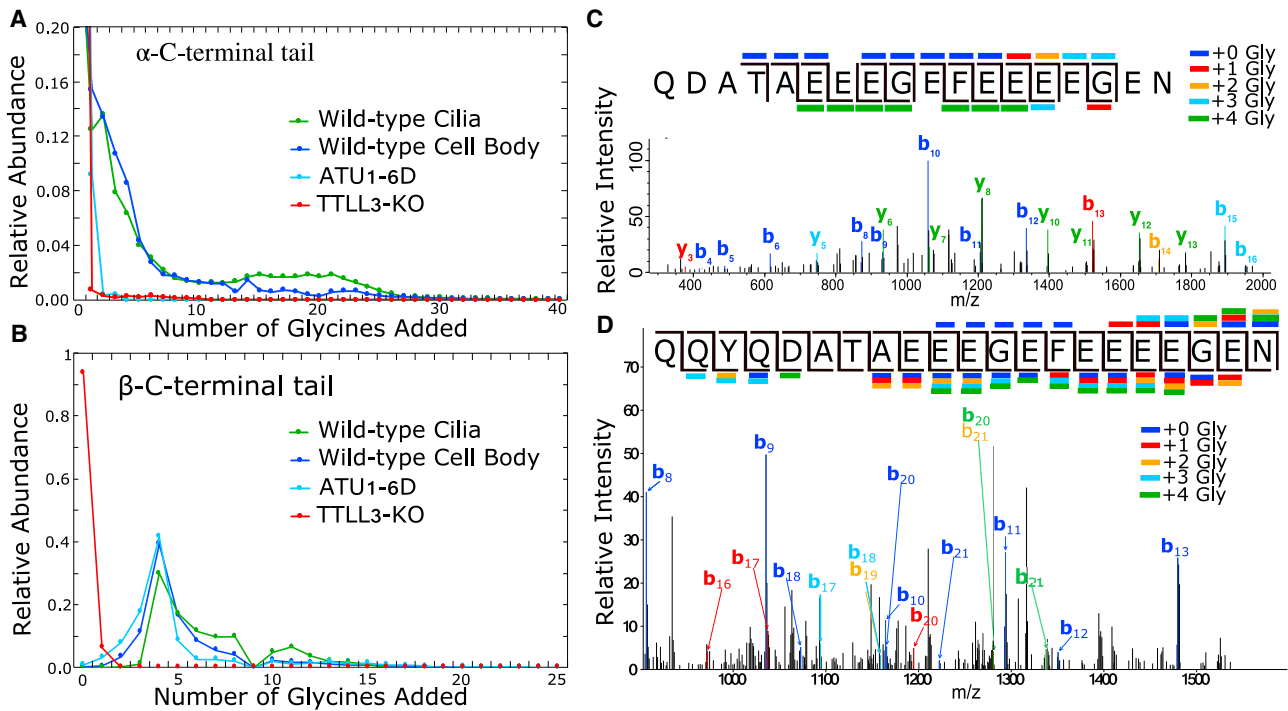 A
α-C-terminal tail
Relative Abundance
0.20
0.16
0.12
0.08
0.04
0.00
Wild-type Cilia
Wild-type Cell Body
ATU1-6D
TTLL3-KO
0 10 20 30 40
Number of Glycines Added
B
β-C-terminal tail
Relative Abundance
1
0.8
0.6
0.4
0.2
0.0
Wild-type Cilia
Wild-type Cell Body
ATU1-6D
TTLL3-KO
0 5 10 15 20 25
Number of Glycines Added
C
QDATAEEEGEFEEEEGEN
+0 Gly
+1 Gly
+2 Gly
+3 Gly
+4 Gly
Relative Intensity
100
50
0
y3 b4 b5 b6 y5 b8 b9 y6 b10 y7 b11 y8 b12 y10 y11 b13 y12 b14 y13 b15 b16
400 600 800 1000 1200 1400 1600 1800 2000
m/z
D
QQYQDATAEEEGEFEEEEGEN
+0 Gly
+1 Gly
+2 Gly
+3 Gly
+4 Gly
Relative Intensity
70
60
50
40
30
20
10
0
b8
b16
b17
b9
b18
b17
b18
b19
b10
b20
b20
b21
b20
b21
b11
b21
b12
b13
1000 1100 1200 1300 1400 1500
m/z